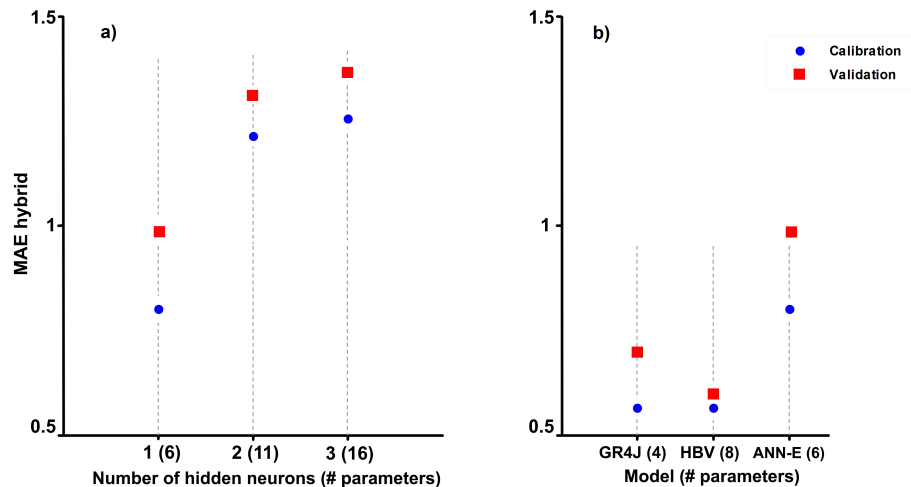 a)
1.5
1
0.5
MAE hybrid
1 (6) 2 (11) 3 (16)
Number of hidden neurons (# parameters)
b)
Calibration
Validation
1.5
1
0.5
GR4J (4) HBV (8) ANN-E (6)
Model (# parameters)